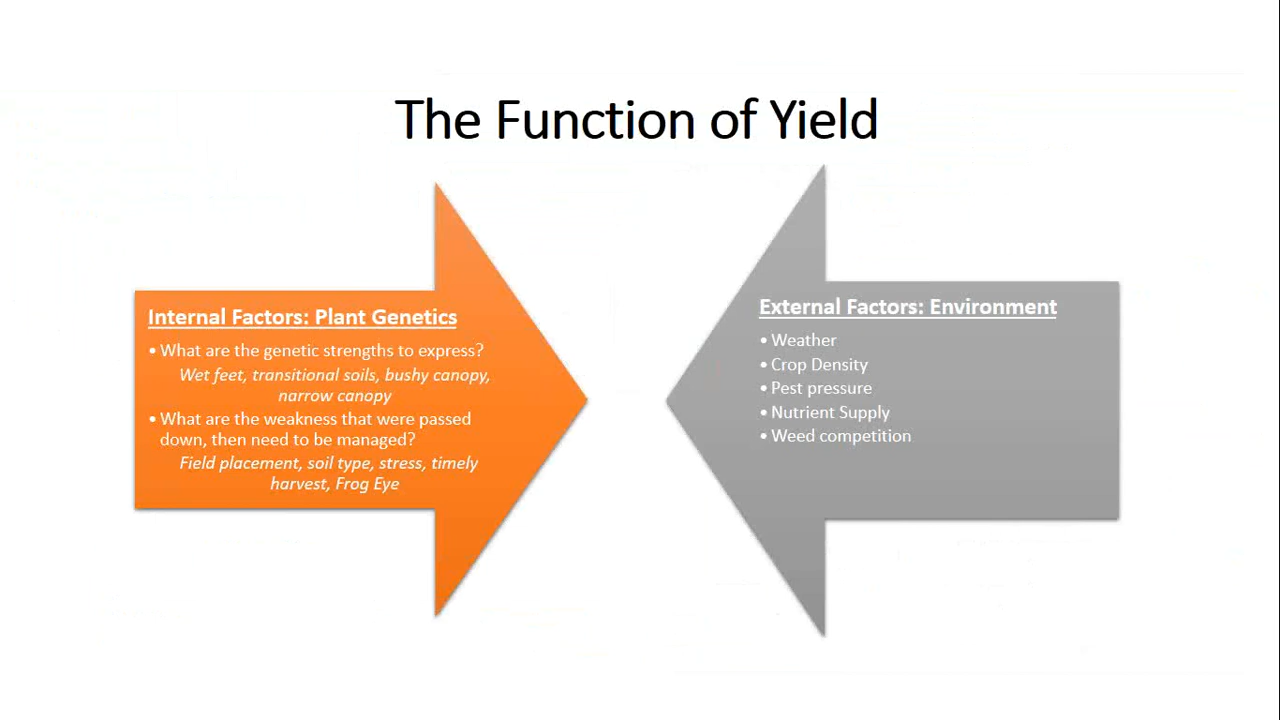 The Function of Yield
Internal Factors: Plant Genetics
• What are the genetic strengths to express?
Wet feet, transitional soils, bushy canopy,
narrow canopy
• What are the weakness that were passed
down, then need to be managed?
Field placement, soil type, stress, timely
harvest, Frog Eye
External Factors: Environment
• Weather
• Crop Density
• Pest pressure
• Nutrient Supply
• Weed competition